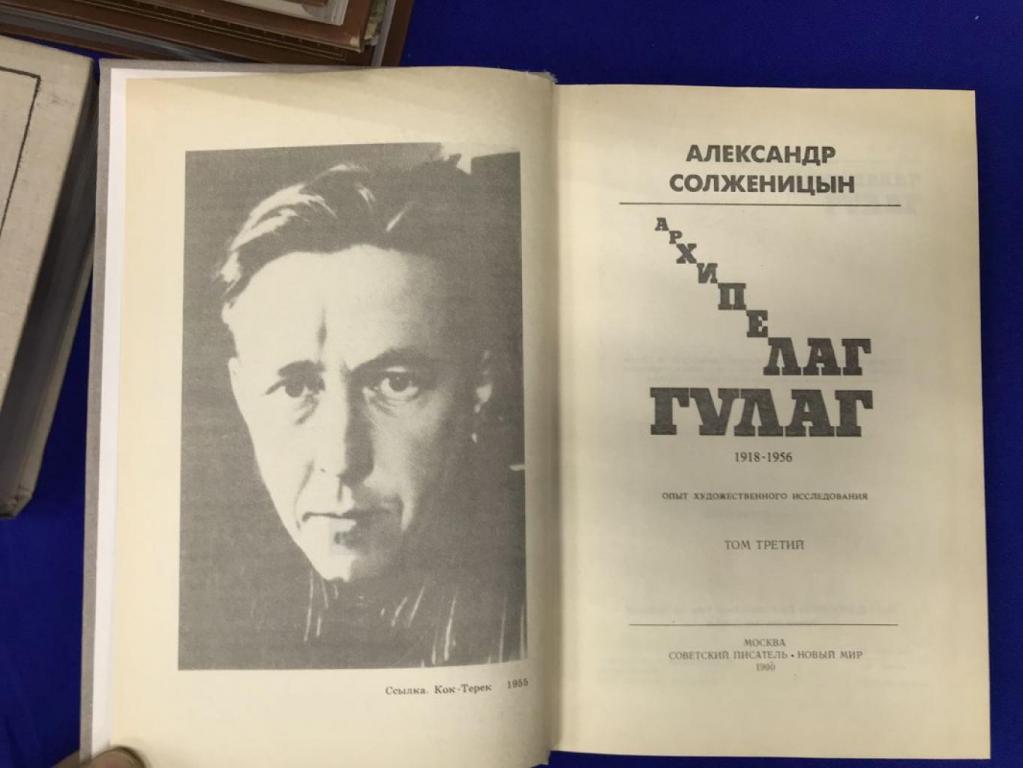 Ссылка. Кок-Терек 1955
АЛЕКСАНДР
СОЛЖЕНИЦЫН
АРХИПЕЛАГ
ГУЛАГ
1918-1956
ОПЫТ ХУДОЖЕСТВЕННОГО ИССЛЕДОВАНИЯ
ТОМ ТРЕТИЙ
МОСКВА
СОВЕТСКИЙ ПИСАТЕЛЬ • НОВЫЙ МИР
1990